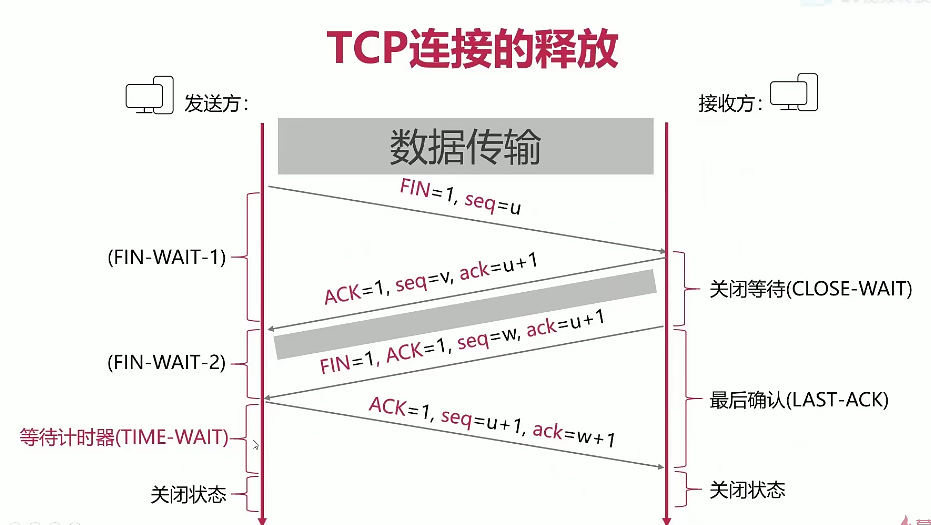 TCP连接的释放
发送方：
接收方：
数据传输
FIN=1, seq=u
(FIN-WAIT-1)
ACK=1, seq=v, ack=u+1
关闭等待(CLOSE-WAIT)
FIN=1, ACK=1, seq=w, ack=u+1
(FIN-WAIT-2)
ACK=1, seq=u+1, ack=w+1
最后确认(LAST-ACK)
等待计时器(TIME-WAIT)
关闭状态
关闭状态